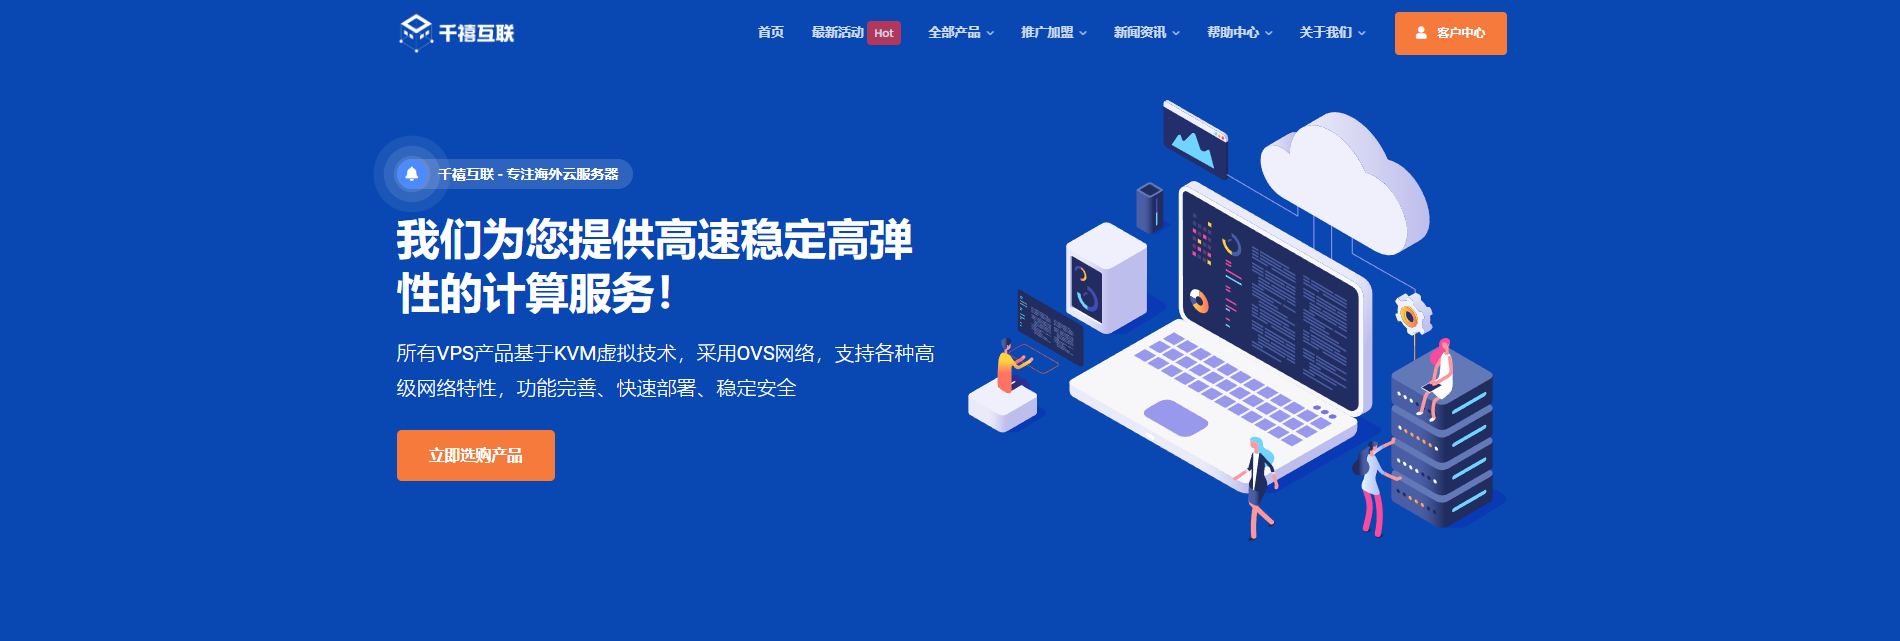 千禧互联
首页 最新活动 Hot 全部产品 推广加盟 新闻资讯 帮助中心 关于我们 客户中心
千禧互联 - 专注海外云服务器
我们为您提供高速稳定高弹
性的计算服务！
所有VPS产品基于KVM虚拟技术，采用OVS网络，支持各种高
级网络特性，功能完善、快速部署、稳定安全
立即选购产品